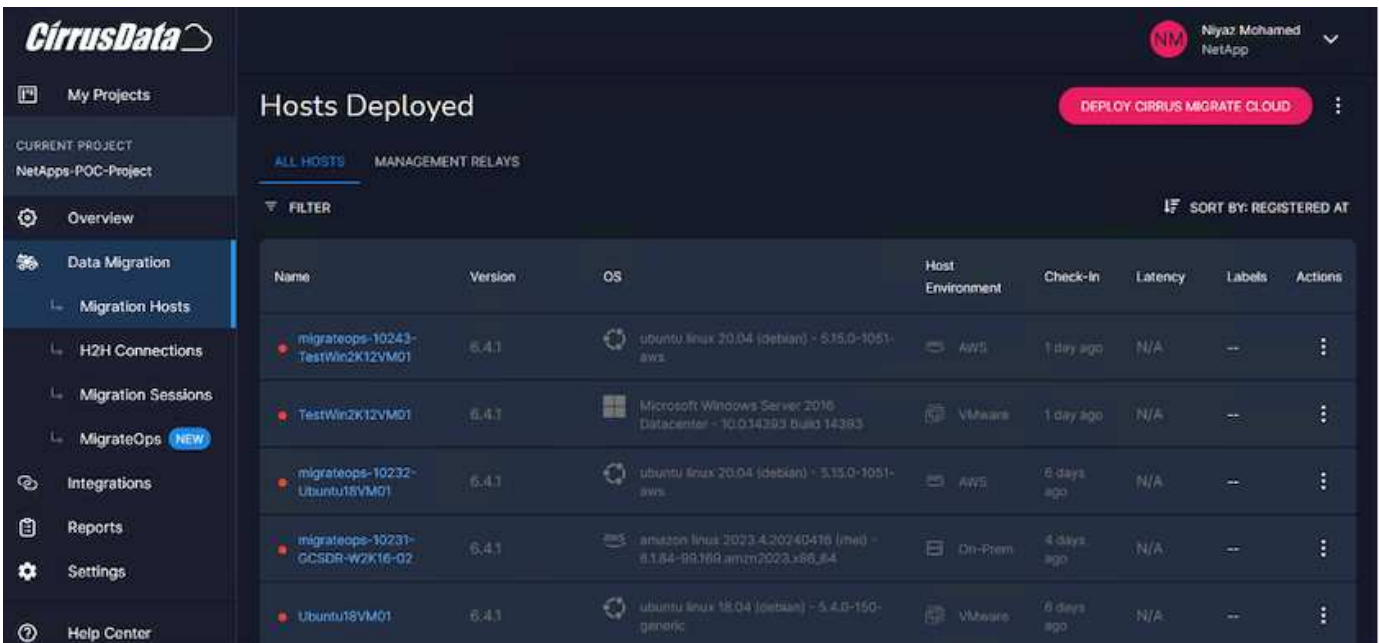 CirrusData
Niyaz Mohamed
NM
NetApp
My Projects
Hosts Deployed
DEPLOY CIRRUS MIGRATE CLOUD
CURRENT PROJECT
NetApps-POC-Project
ALL HOSTS MANAGEMENT RELAYS
Overview
FILTER
SORT BY: REGISTERED AT
Data Migration
Migration Hosts
H2H Connections
Migration Sessions
MigrateOps NEW
Integrations
Reports
Settings
Help Center
Name Version OS Host Environment Check-In Latency Labels Actions
migrateops-10243-
TestWin2K12VM01
6.4.1
ubuntu linux 20.04 (debian) - 5.15.0-1051-
aws
AWS
1 day ago
N/A
--
TestWin2K12VM01
6.4.1
Microsoft Windows Server 2016
Datacenter - 10.0.14393 Build 14393
VMware
1 day ago
N/A
--
migrateops-10232-
Ubuntu18VM01
6.4.1
ubuntu linux 20.04 (debian) - 5.15.0-1051-
aws
AWS
6 days
ago
N/A
--
migrateops-10231-
GCSDR-W2K16-02
6.4.1
aws
amazon linux 2023.4.20240416 (rhel) -
6.1.84-99.169.amzn2023.x86_64
On-Prem
4 days
ago
N/A
--
Ubuntu18VM01
6.4.1
ubuntu linux 18.04 (debian) - 5.4.0-150-
generic
VMware
6 days
ago
N/A
--